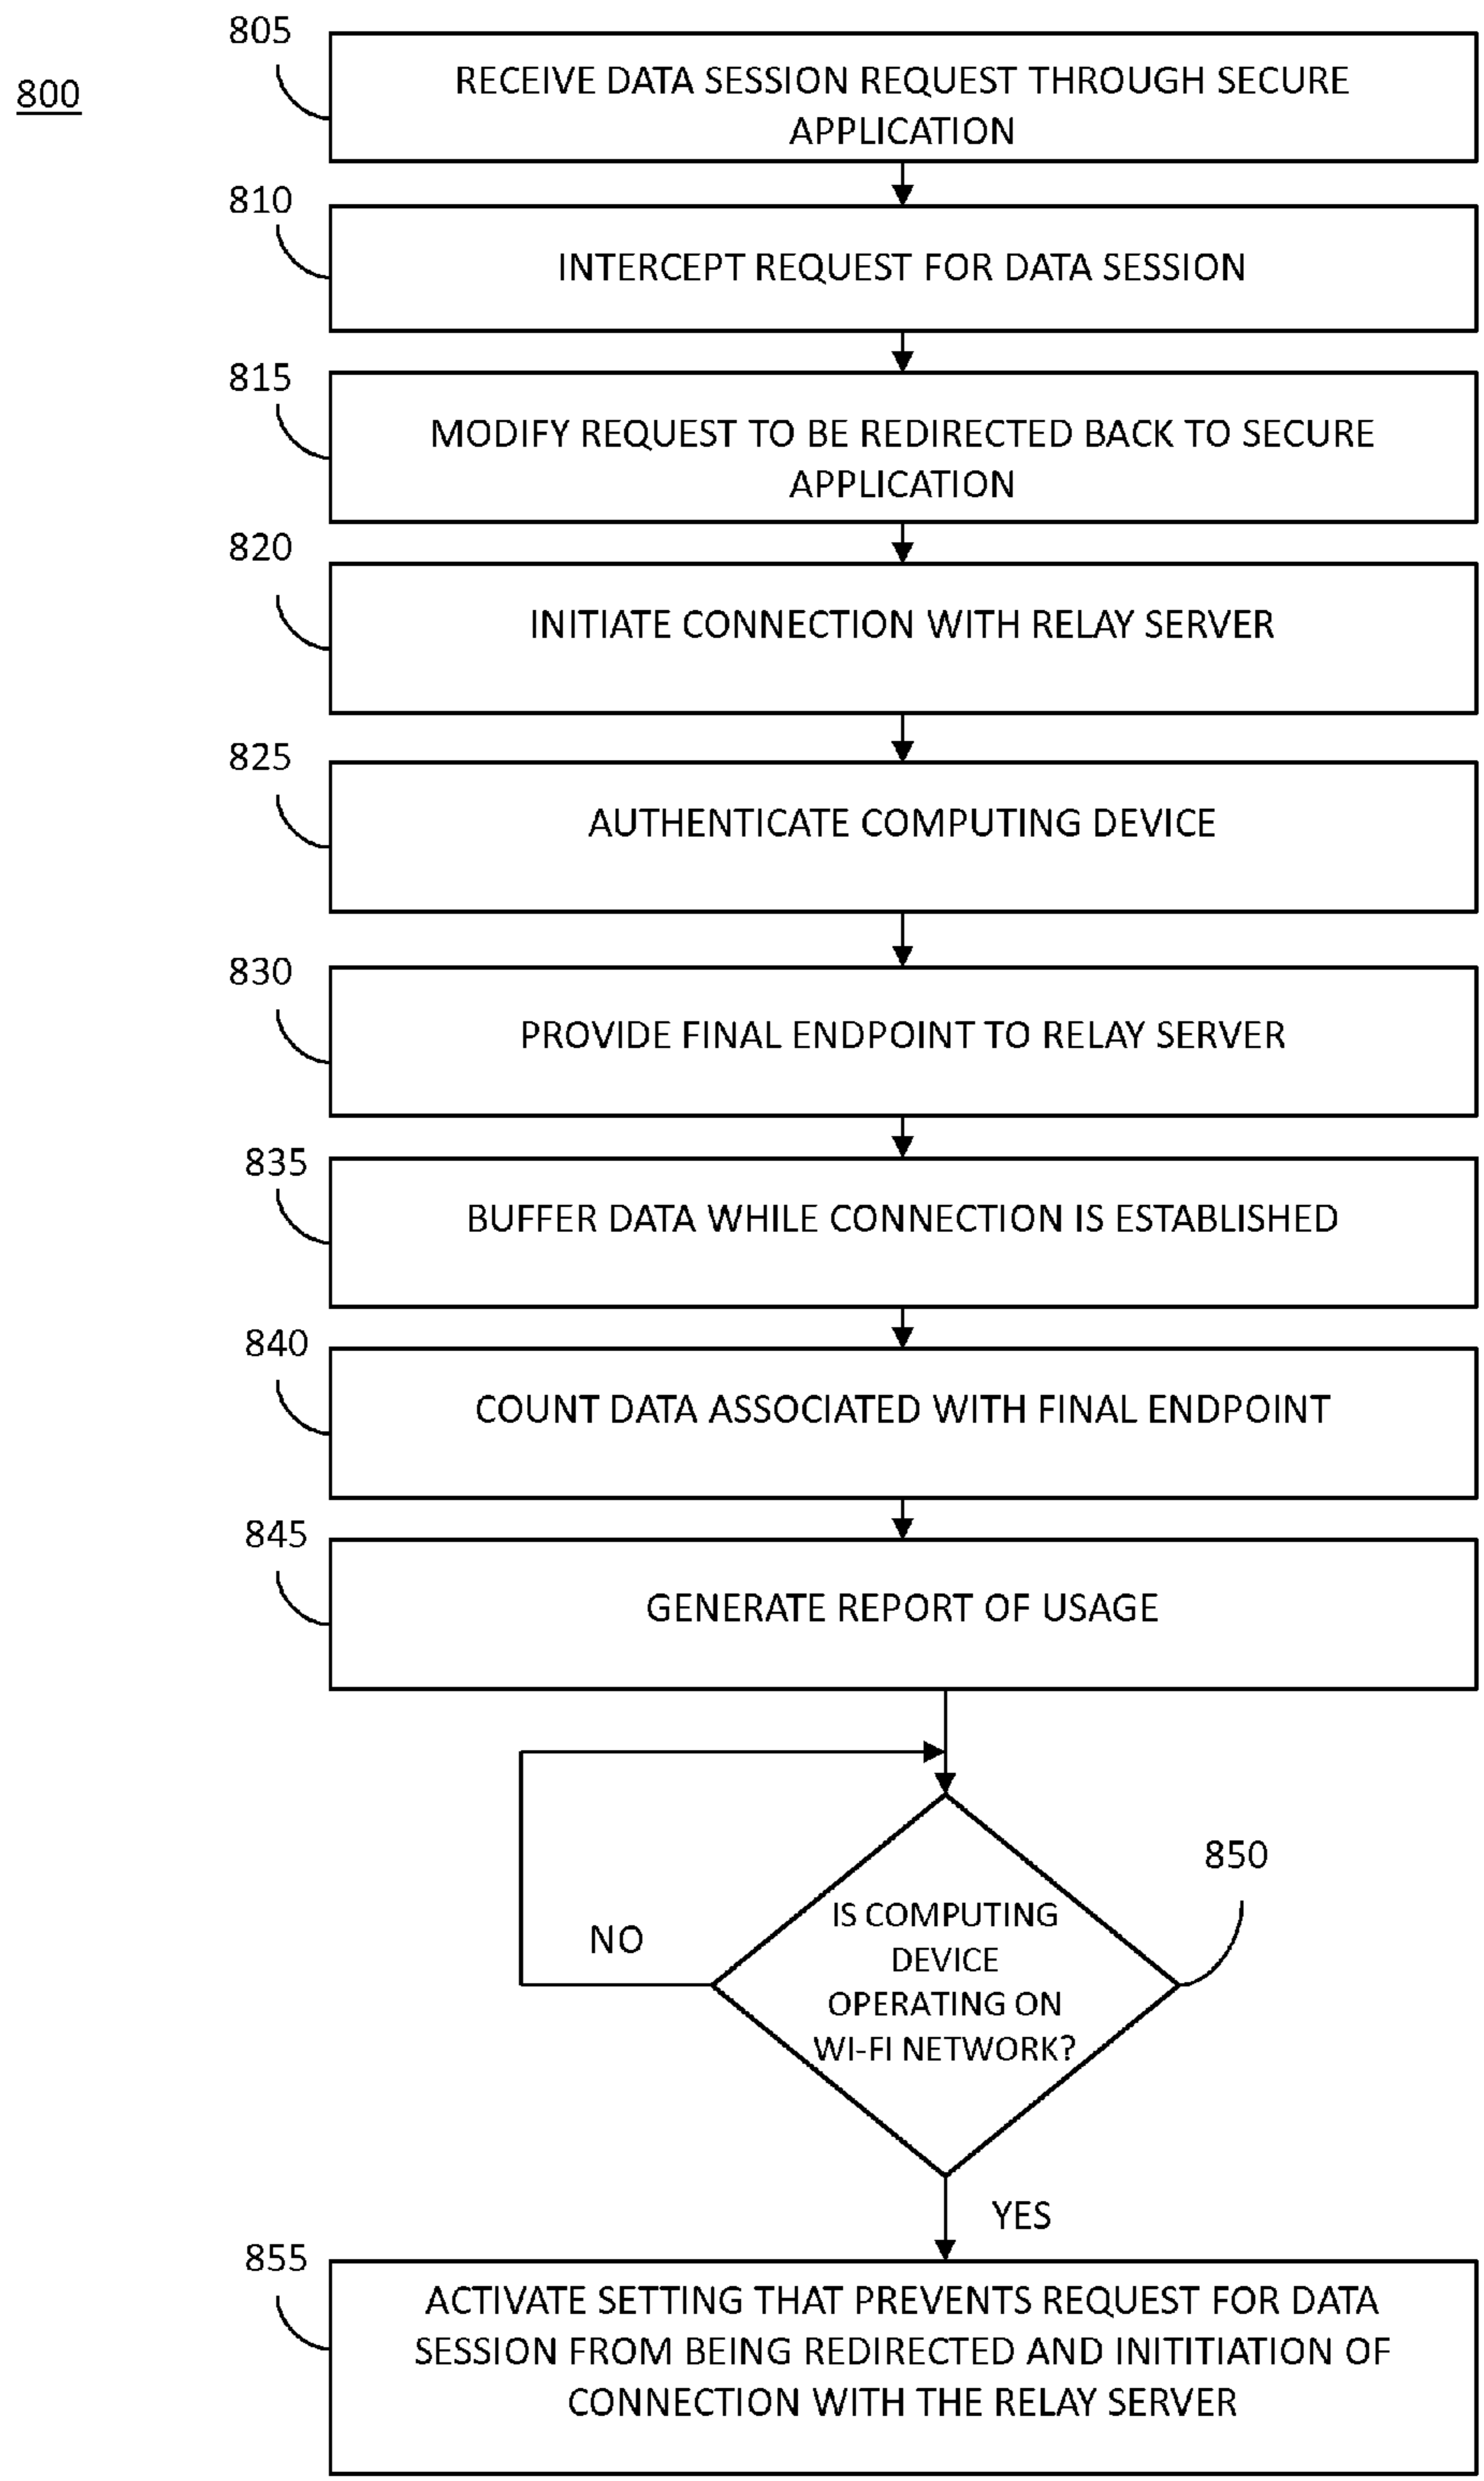 800
805
RECEIVE DATA SESSION REQUEST THROUGH SECURE
APPLICATION
810
INTERCEPT REQUEST FOR DATA SESSION
815
MODIFY REQUEST TO BE REDIRECTED BACK TO SECURE
APPLICATION
820
INITIATE CONNECTION WITH RELAY SERVER
825
AUTHENTICATE COMPUTING DEVICE
830
PROVIDE FINAL ENDPOINT TO RELAY SERVER
835
BUFFER DATA WHILE CONNECTION IS ESTABLISHED
840
COUNT DATA ASSOCIATED WITH FINAL ENDPOINT
845
GENERATE REPORT OF USAGE
850
IS COMPUTING
DEVICE
OPERATING ON
WI-FI NETWORK?
NO
YES
855
ACTIVATE SETTING THAT PREVENTS REQUEST FOR DATA
SESSION FROM BEING REDIRECTED AND INITITIATION OF
CONNECTION WITH THE RELAY SERVER